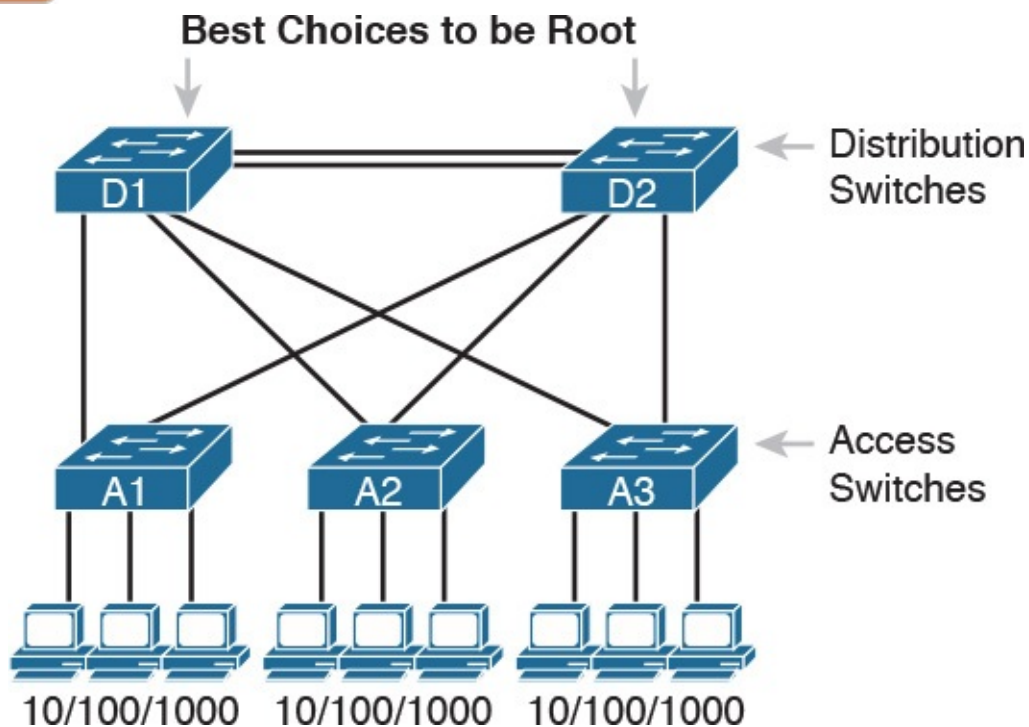 Best Choices to be Root
D1
D2
Distribution
Switches
A1
A2
A3
Access
Switches
10/100/1000
10/100/1000
10/100/1000